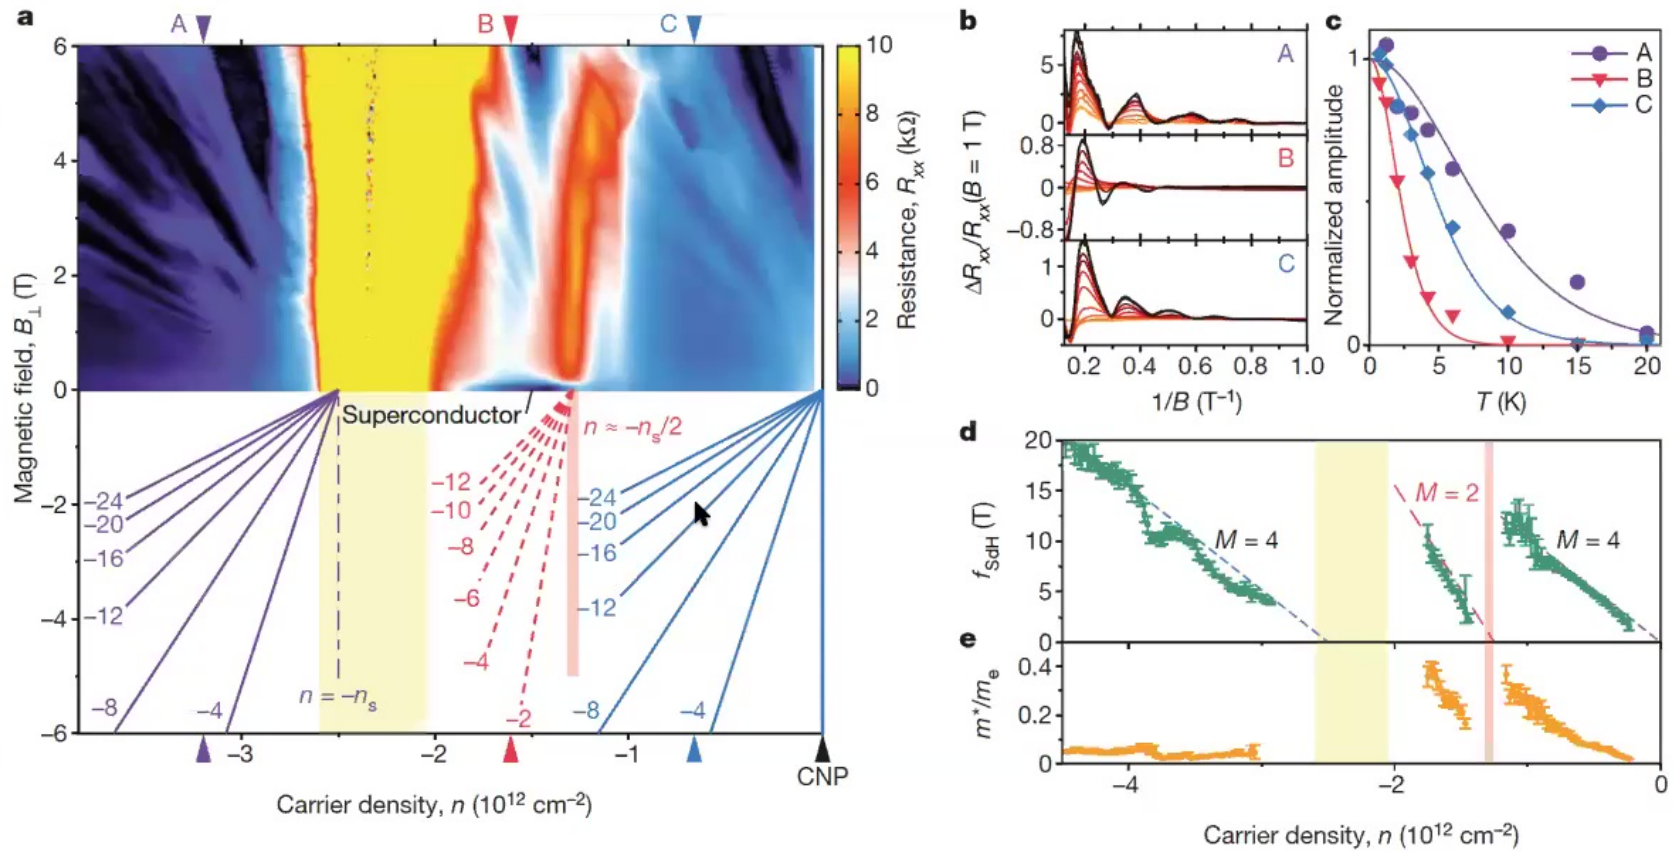 a
A B C
6
4
2
0
−2
−4
−6
Magnetic field, B⊥(T)
10
8
6
4
2
0
Resistance, Rxx (kΩ)
Superconductor
n ≈ −ns/2
n = −ns
−24
−20
−16
−12
−8
−4
−12
−10
−8
−6
−4
−2
−24
−20
−16
−12
−8
−4
−3 −2 −1
CNP
Carrier density, n (10¹² cm−2)
b
5
0
A
0.8
0
−0.8
B
1
0
C
ΔRxx/Rxx(B = 1 T)
0.2 0.4 0.6 0.8 1.0
1/B (T−1)
c
1
0
Normalized amplitude
A
B
C
0 5 10 15 20
T (K)
d
20
15
10
5
0
fSdH (T)
M = 4
M = 2
M = 4
e
0.4
0.2
0
m*/me
−4 −2 0
Carrier density, n (10¹² cm−2)